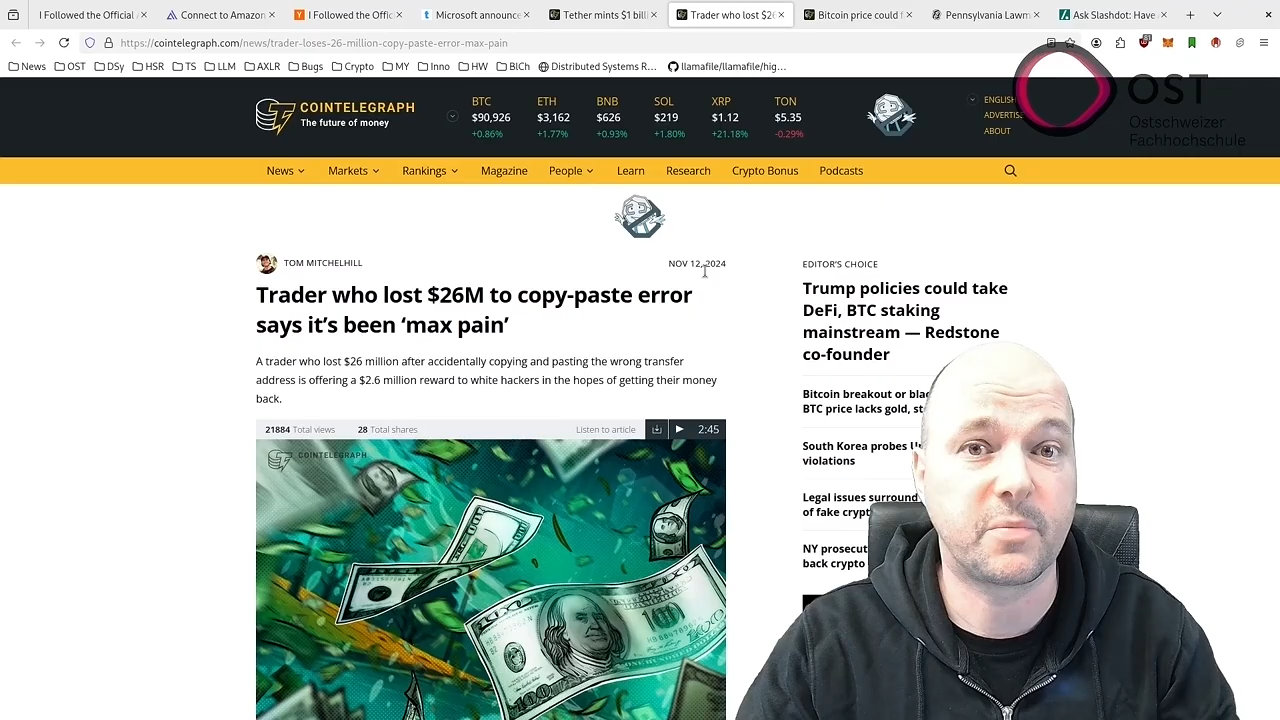 I Followed the Official
Connect to Amazon
I Followed the Offic
Microsoft announce
Tether mints $1 billi
Trader who lost $26
Bitcoin price could f
Pennsylvania Lawm
Ask Slashdot: Have
https://cointelegraph.com/news/trader-loses-26-million-copy-paste-error-max-pain
News OST DSy HSR TS LLM AXLR Bugs Crypto MY Inno HW BlCh Distributed Systems R… llamafile/llamafile/hig…
COINTELEGRAPH
The future of money
BTC ETH BNB SOL XRP TON
$90,926 $3,162 $626 $219 $1.12 $5.35
+0.86% +1.77% +0.93% +1.80% +21.18% -0.29%
ENGLISH
ADVERTIS
ABOUT
OST
Ostschweizer
Fachhochschule
News Markets Rankings Magazine People Learn Research Crypto Bonus Podcasts
TOM MITCHELHILL
NOV 12, 2024
Trader who lost $26M to copy-paste error
says it’s been ‘max pain’
A trader who lost $26 million after accidentally copying and pasting the wrong transfer
address is offering a $2.6 million reward to white hackers in the hopes of getting their money
back.
21884 Total views 28 Total shares Listen to article 2:45
COINTELEGRAPH
100
EDITOR’S CHOICE
Trump policies could take
DeFi, BTC staking
mainstream — Redstone
co-founder
Bitcoin breakout or
BTC price lacks gold,
South Korea probes
violations
Legal issues surround
of fake
NY
back crypto